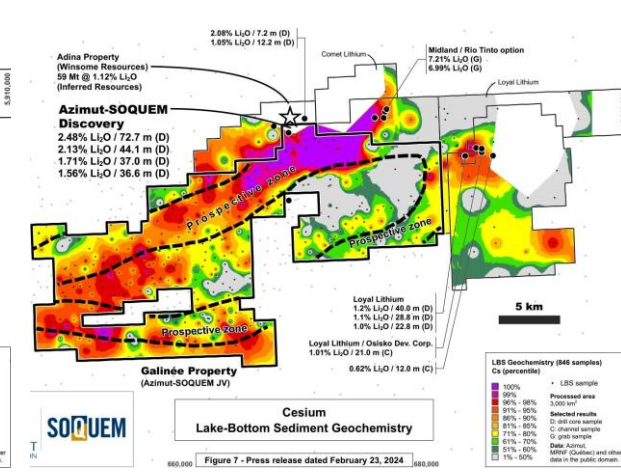 2.08% Li₂O / 7.2 m (D)
1.05% Li₂O / 12.2 m (D)
Adina Property
(Winsome Resources)
59 Mt @ 1.12% Li₂O
(Inferred Resources)
Comet Lithium
Midland / Rio Tinto option
7.21% Li₂O (G)
6.99% Li₂O (G)
Loyal Lithium
5,910,000
Azimut-SOQUEM
Discovery
2.48% Li₂O / 72.7 m (D)
2.13% Li₂O / 44.1 m (D)
1.71% Li₂O / 37.0 m (D)
1.56% Li₂O / 36.6 m (D)
Prospective zone
Prospective zone
Prospective zone
Loyal Lithium
1.2% Li₂O / 40.0 m (D)
1.1% Li₂O / 28.8 m (D)
1.0% Li₂O / 22.8 m (D)
5 km
Loyal Lithium / Osisko Dev. Corp.
1.01% Li₂O / 21.0 m (C)
0.62% Li₂O / 12.0 m (C)
Galinée Property
(Azimut-SOQUEM JV)
LBS Geochemistry (846 samples)
Cs (percentile)
100%
99%
96% - 98%
91% - 95%
86% - 90%
81% - 85%
71% - 80%
61% - 70%
51% - 60%
1% - 50%
LBS sample
Processed area
3,000 km²
Selected results
D: drill core sample
C: channel sample
G: grab sample
Data: Azimut,
MRNF (Québec) and other
data in the public domain.
SOQUEM
Cesium
Lake-Bottom Sediment Geochemistry
Figure 7 - Press release dated February 23, 2024
660,000
680,000